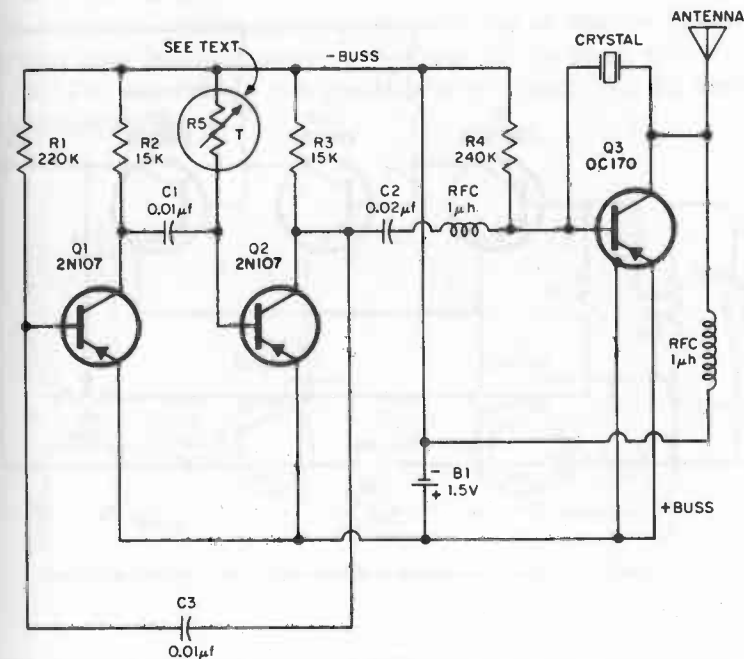 ANTENNA
SEE TEXT
-BUSS
CRYSTAL
R1
220K
R2
15K
R5
T
R3
15K
R4
240K
Q3
OC170
C1
0.01µf
C2
0.02µf
RFC
1µh
Q1
2N107
Q2
2N107
RFC
1µh
-
+
B1
1.5V
+BUSS
C3
0.01µf